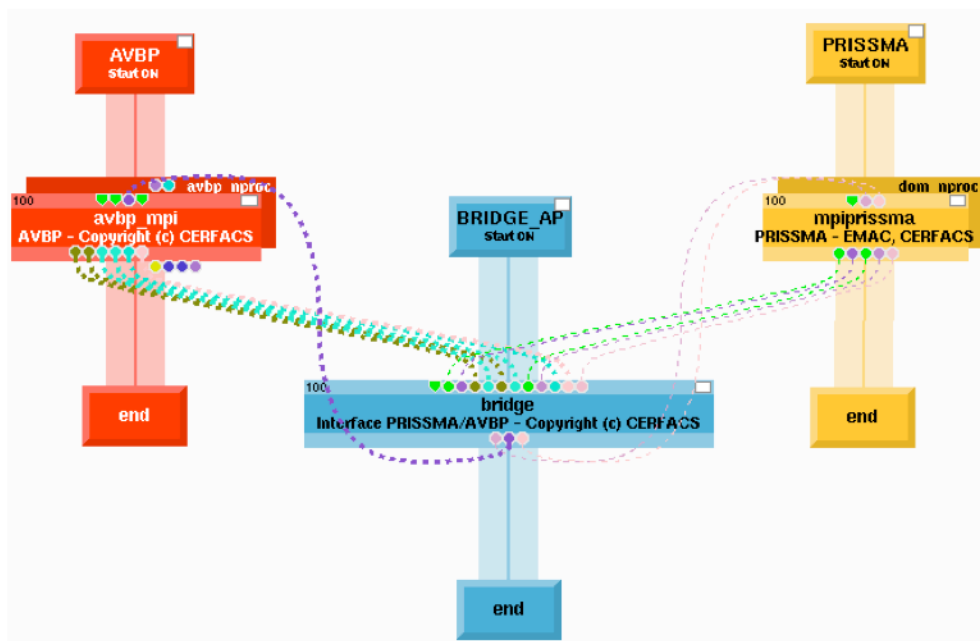 AVBP
Start ON
PRISSMA
Start ON
avbp_nproc
100
avbp_mpi
AVBP - Copyright (c) CERFACS
BRIDGE_AP
Start ON
dom_nproc
100
mpiprissma
PRISSMA - EMAC, CERFACS
100
bridge
Interface PRISSMA/AVBP - Copyright (c) CERFACS
end
end
end